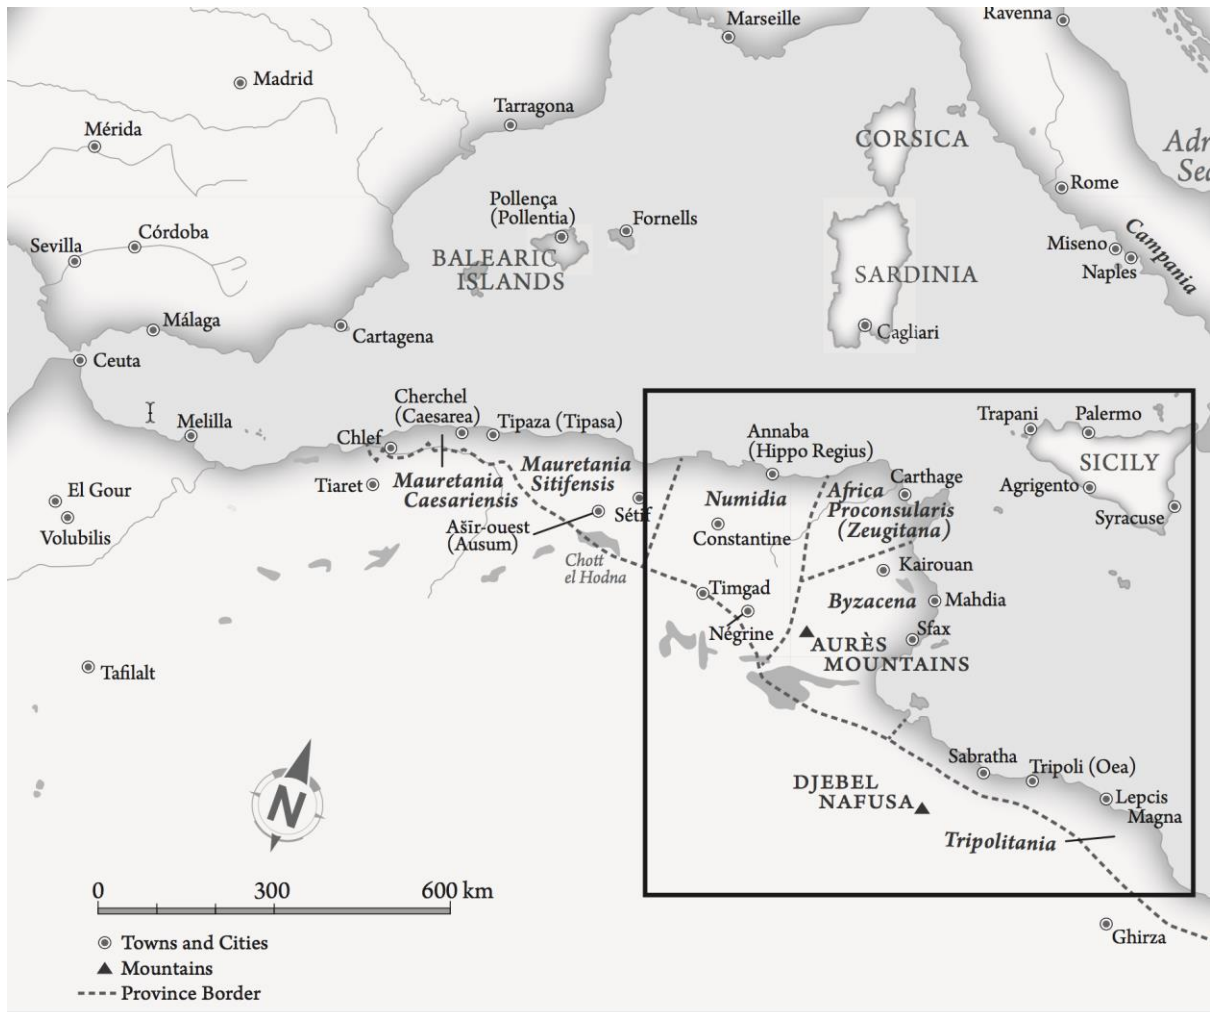 Marseille
Ravenna
Madrid
Tarragona
Mérida
CORSICA
Adr
Sea
Rome
Pollença
(Pollentia)
Fornells
Córdoba
Sevilla
BALEARIC
ISLANDS
SARDINIA
Miseno
Naples
Campania
Málaga
Cartagena
Cagliari
Ceuta
Cherchel
(Caesarea)
Tipaza (Tipasa)
Melilla
Chlef
Trapani
Palermo
Annaba
(Hippo Regius)
SICILY
Tiaret
Mauretania
Caesariensis
Mauretania
Sitifensis
Carthage
El Gour
Volubilis
Numidia
Africa
Proconsularis
(Zeugitana)
Agrigento
Syracuse
Sétif
Ašir-ouest
(Ausum)
Constantine
Chott
el Hodna
Kairouan
Timgad
Byzacena
Mahdia
Négrine
Sfax
AURÈS
MOUNTAINS
Tafilalt
Sabratha
Tripoli (Oea)
DJEBEL
NAFUSA
Lepcis
Magna
Tripolitania
N
0 300 600 km
Ghirza
Towns and Cities
Mountains
Province Border